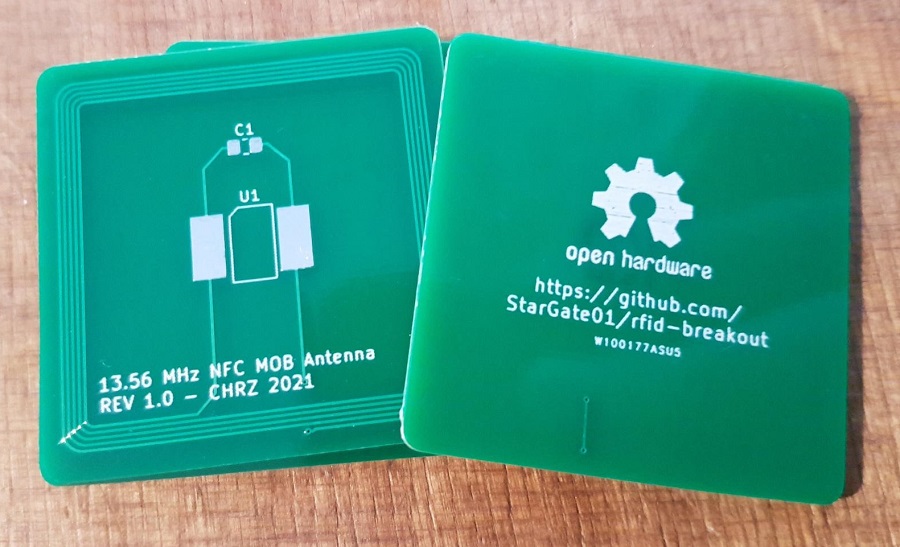 C1
U1
13.56 MHz NFC MOB Antenna
REV 1.0 - CHRZ 2021
open hardware
https://github.com/
StarGate01/rfid-breakout
W100177ASU5